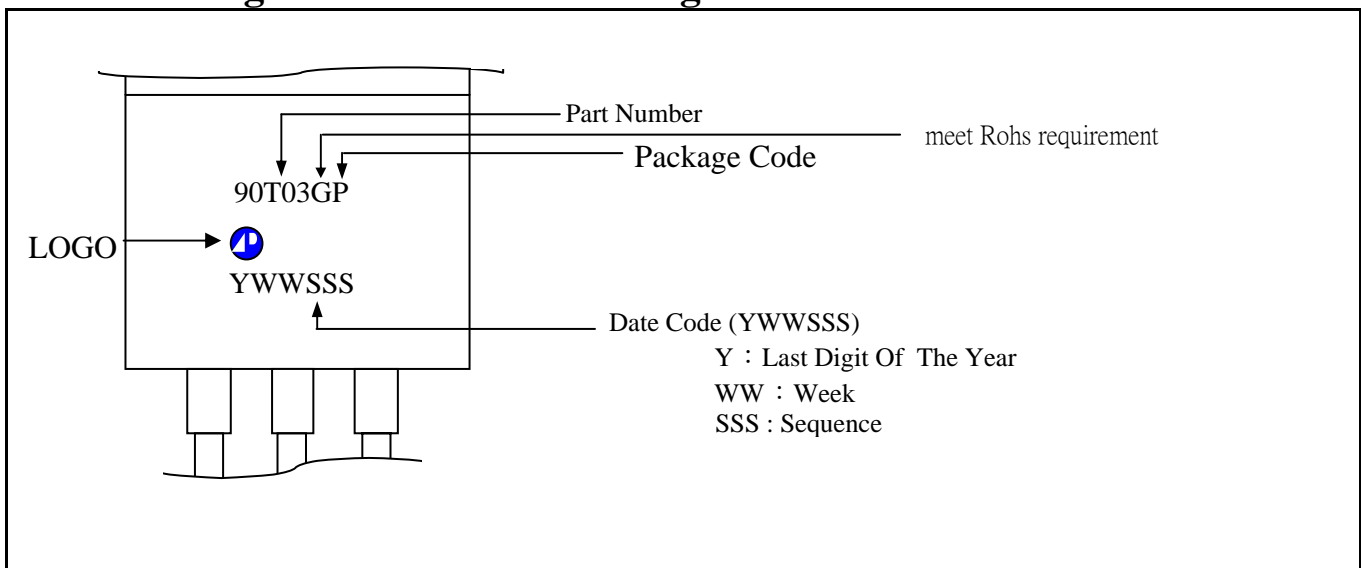 Part Number
meet Rohs requirement
Package Code
90T03GP
LOGO
YWWSSS
Date Code (YWWSSS)
Y：Last Digit Of The Year
WW：Week
SSS : Sequence